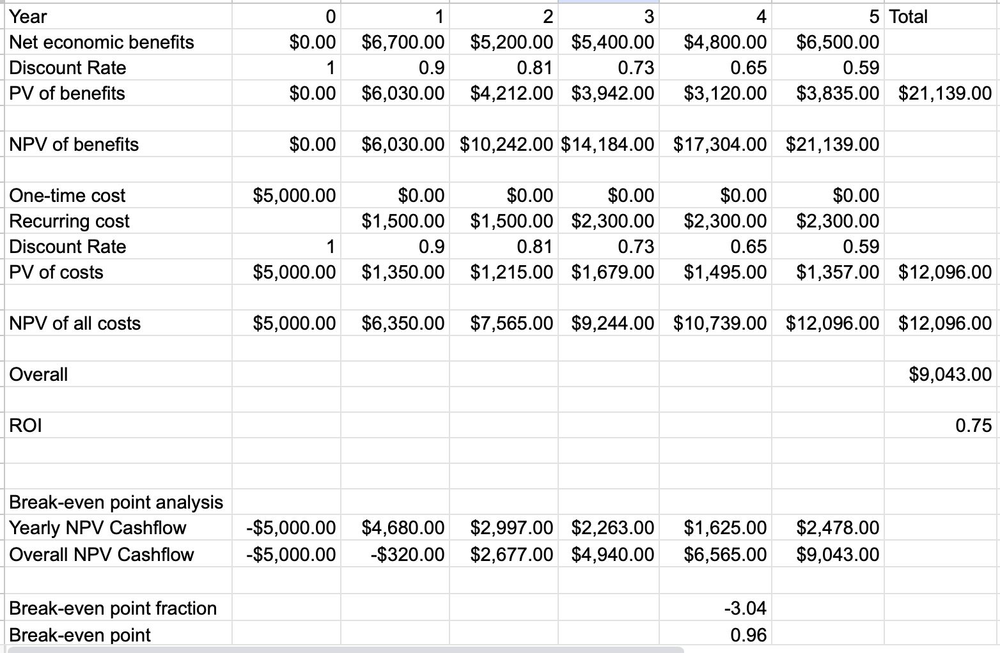 Year 0 1 2 3 4 5 Total
Net economic benefits $0.00 $6,700.00 $5,200.00 $5,400.00 $4,800.00 $6,500.00
Discount Rate 1 0.9 0.81 0.73 0.65 0.59
PV of benefits $0.00 $6,030.00 $4,212.00 $3,942.00 $3,120.00 $3,835.00 $21,139.00
NPV of benefits $0.00 $6,030.00 $10,242.00 $14,184.00 $17,304.00 $21,139.00
One-time cost $5,000.00 $0.00 $0.00 $0.00 $0.00 $0.00
Recurring cost $1,500.00 $1,500.00 $2,300.00 $2,300.00 $2,300.00
Discount Rate 1 0.9 0.81 0.73 0.65 0.59
PV of costs $5,000.00 $1,350.00 $1,215.00 $1,679.00 $1,495.00 $1,357.00 $12,096.00
NPV of all costs $5,000.00 $6,350.00 $7,565.00 $9,244.00 $10,739.00 $12,096.00 $12,096.00
Overall $9,043.00
ROI 0.75
Break-even point analysis
Yearly NPV Cashflow -$5,000.00 $4,680.00 $2,997.00 $2,263.00 $1,625.00 $2,478.00
Overall NPV Cashflow -$5,000.00 -$320.00 $2,677.00 $4,940.00 $6,565.00 $9,043.00
Break-even point fraction -3.04
Break-even point 0.96